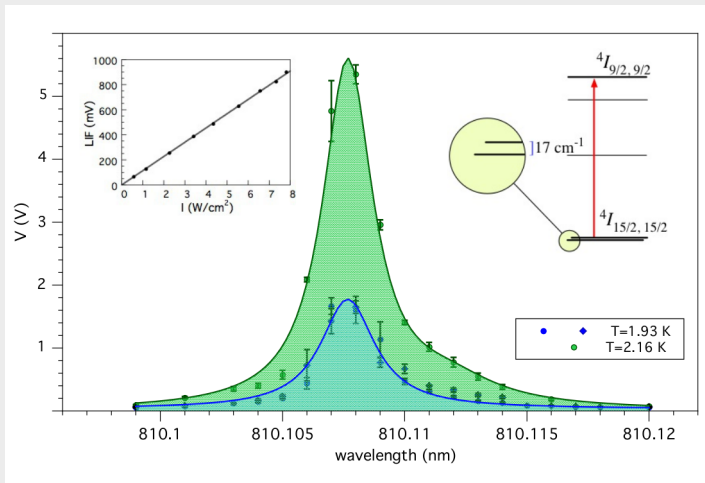 1000
800
600
400
200
0
LIF (mV)
0 1 2 3 4 5 6 7 8
I (W/cm²)
⁴I9/2, 9/2
]17 cm⁻¹
⁴I15/2, 15/2
5
4
3
2
1
V (V)
T=1.93 K
T=2.16 K
810.1 810.105 810.11 810.115 810.12
wavelength (nm)